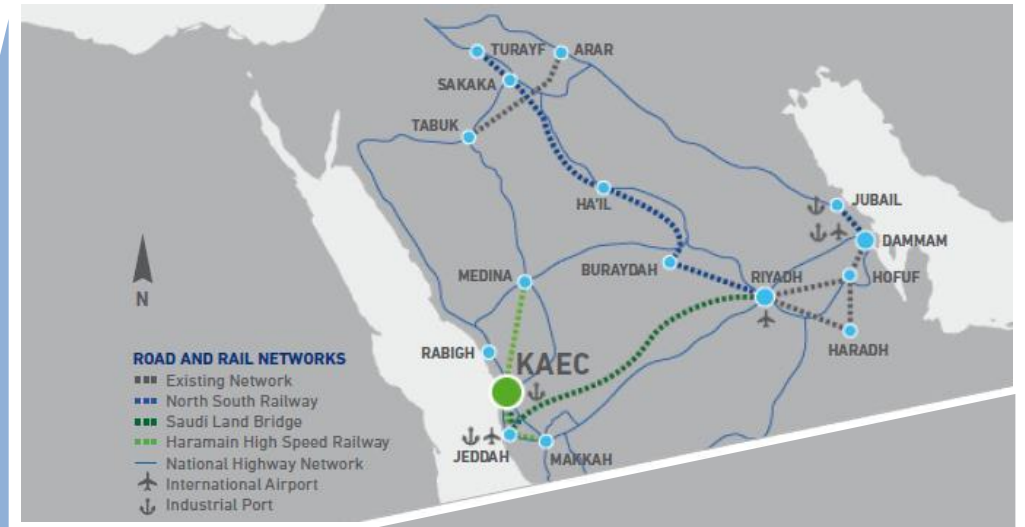 TURAYF
ARAR
SAKAKA
TABUK
HA'IL
JUBAIL
DAMMAM
MEDINA
BURAYDAH
RIYADH
HOFUF
N
RABIGH
KAEC
HARADH
ROAD AND RAIL NETWORKS
Existing Network
North South Railway
Saudi Land Bridge
Haramain High Speed Railway
National Highway Network
International Airport
Industrial Port
JEDDAH
MAKKAH